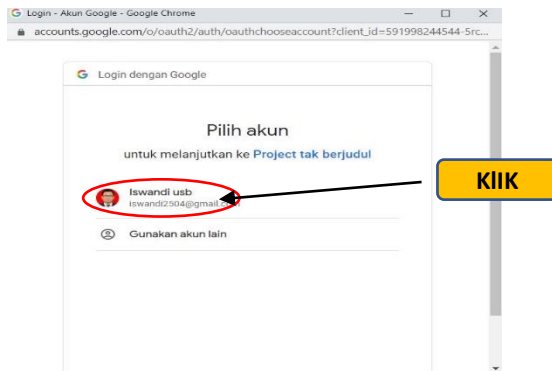 Login - Akun Google - Google Chrome
accounts.google.com/o/oauth2/auth/oauthchooseaccount?client_id=591998244544-5rc...
Login dengan Google
Pilih akun
untuk melanjutkan ke Project tak berjudul
Iswandi usb
iswandi2504@gmail.com
KlIK
Gunakan akun lain